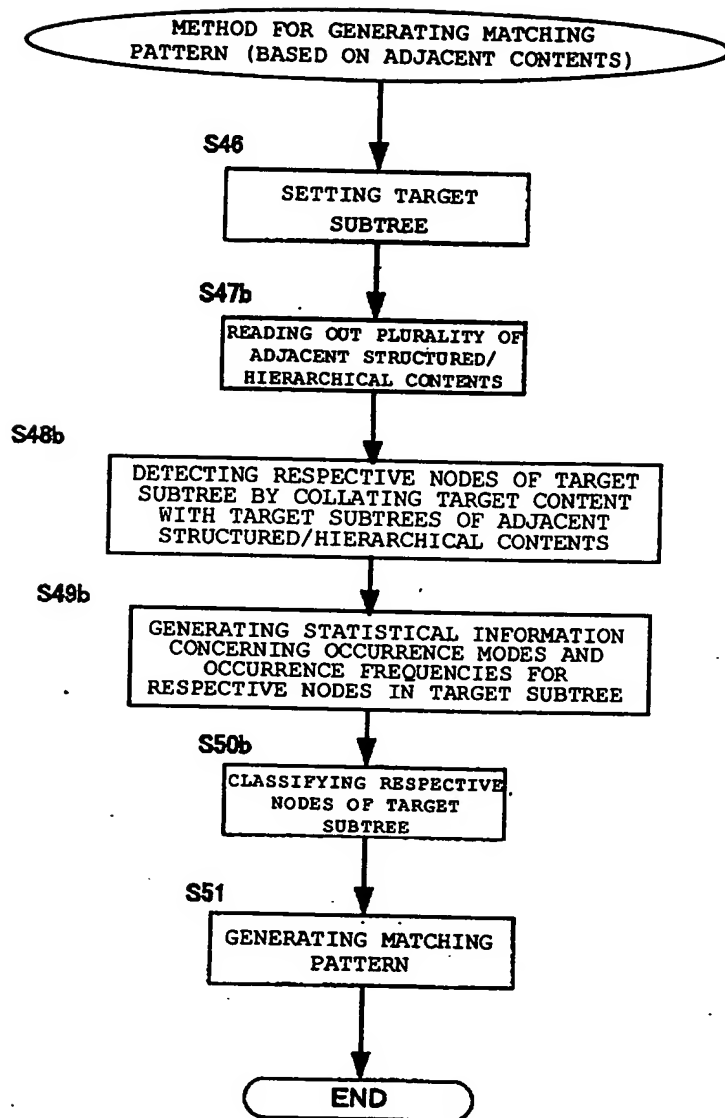 METHOD FOR GENERATING MATCHING
PATTERN (BASED ON ADJACENT CONTENTS)
S46
SETTING TARGET
SUBTREE
S47b
READING OUT PLURALITY OF
ADJACENT STRUCTURED/
HIERARCHICAL CONTENTS
S48b
DETECTING RESPECTIVE NODES OF TARGET
SUBTREE BY COLLATING TARGET CONTENT
WITH TARGET SUBTREES OF ADJACENT
STRUCTURED/HIERARCHICAL CONTENTS
S49b
GENERATING STATISTICAL INFORMATION
CONCERNING OCCURRENCE MODES AND
OCCURRENCE FREQUENCIES FOR
RESPECTIVE NODES IN TARGET SUBTREE
S50b
CLASSIFYING RESPECTIVE
NODES OF TARGET
SUBTREE
S51
GENERATING MATCHING
PATTERN
END